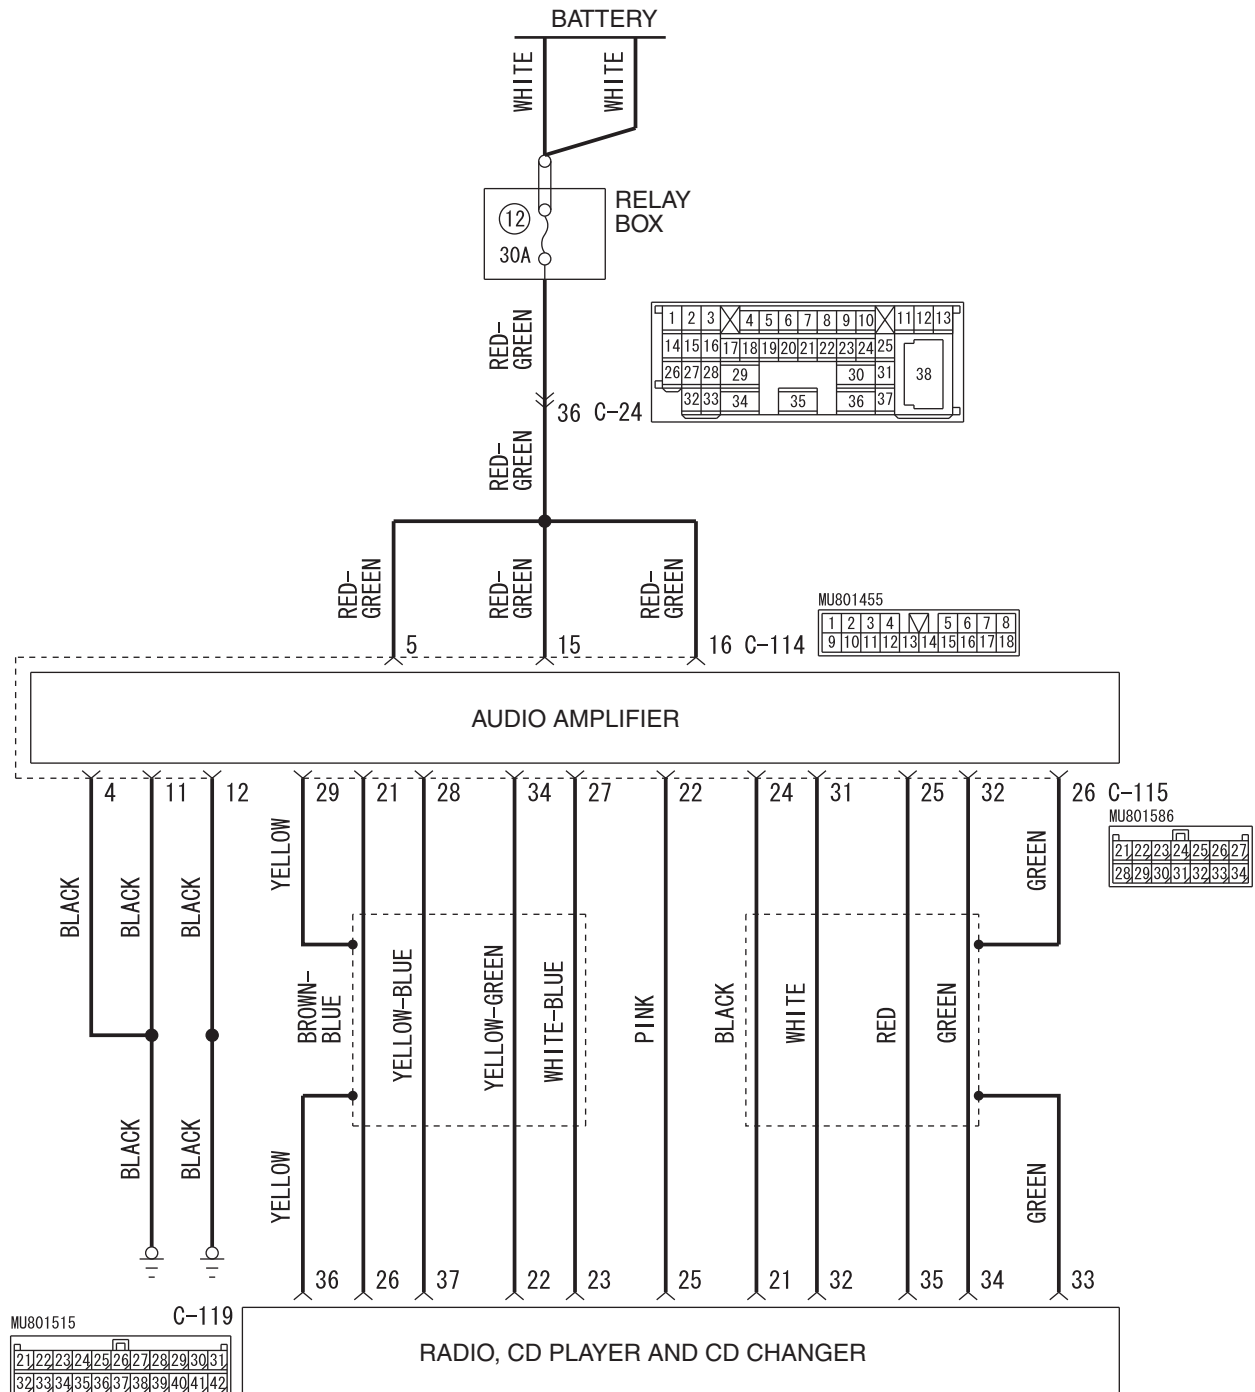 BATTERY
WHITE
WHITE
RELAY
BOX
12
30A
RED-
GREEN
1 2 3 4 5 6 7 8 9 10 11 12 13
14 15 16 17 18 19 20 21 22 23 24 25
26 27 28 29 30 31 38
32 33 34 35 36 37
36 C-24
RED-
GREEN
RED-
GREEN
RED-
GREEN
RED-
GREEN
MU801455
1 2 3 4 5 6 7 8
9 10 11 12 13 14 15 16 17 18
5 15 16 C-114
AUDIO AMPLIFIER
4 11 12 29 21 28 34 27 22 24 31 25 32 26 C-115
MU801586
21 22 23 24 25 26 27
28 29 30 31 32 33 34
YELLOW
GREEN
BLACK
BLACK
BLACK
BROWN-
BLUE
YELLOW-BLUE
YELLOW-GREEN
WHITE-BLUE
PINK
BLACK
WHITE
RED
GREEN
BLACK
BLACK
YELLOW
GREEN
36 26 37 22 23 25 21 32 35 34 33
C-119
MU801515
21 22 23 24 25 26 27 28 29 30 31
32 33 34 35 36 37 38 39 40 41 42
RADIO, CD PLAYER AND CD CHANGER